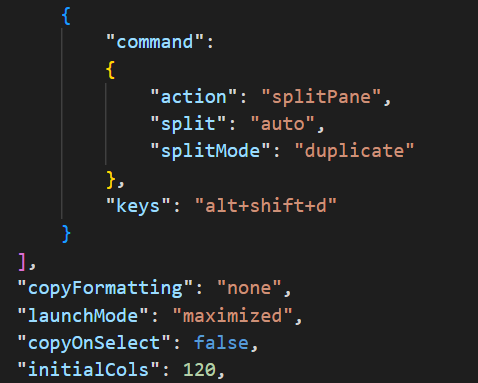 {
"command":
{
"action": "splitPane",
"split": "auto",
"splitMode": "duplicate"
},
"keys": "alt+shift+d"
}
],
"copyFormatting": "none",
"launchMode": "maximized",
"copyOnSelect": false,
"initialCols": 120,